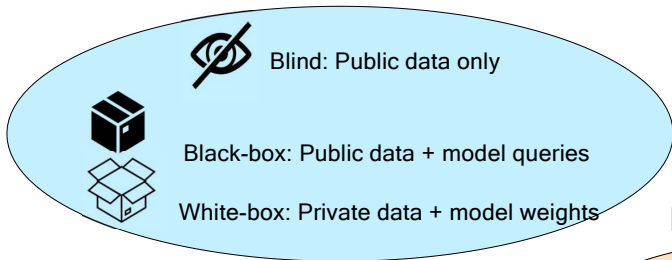 Blind: Public data only
Black-box: Public data + model queries
White-box: Private data + model weights